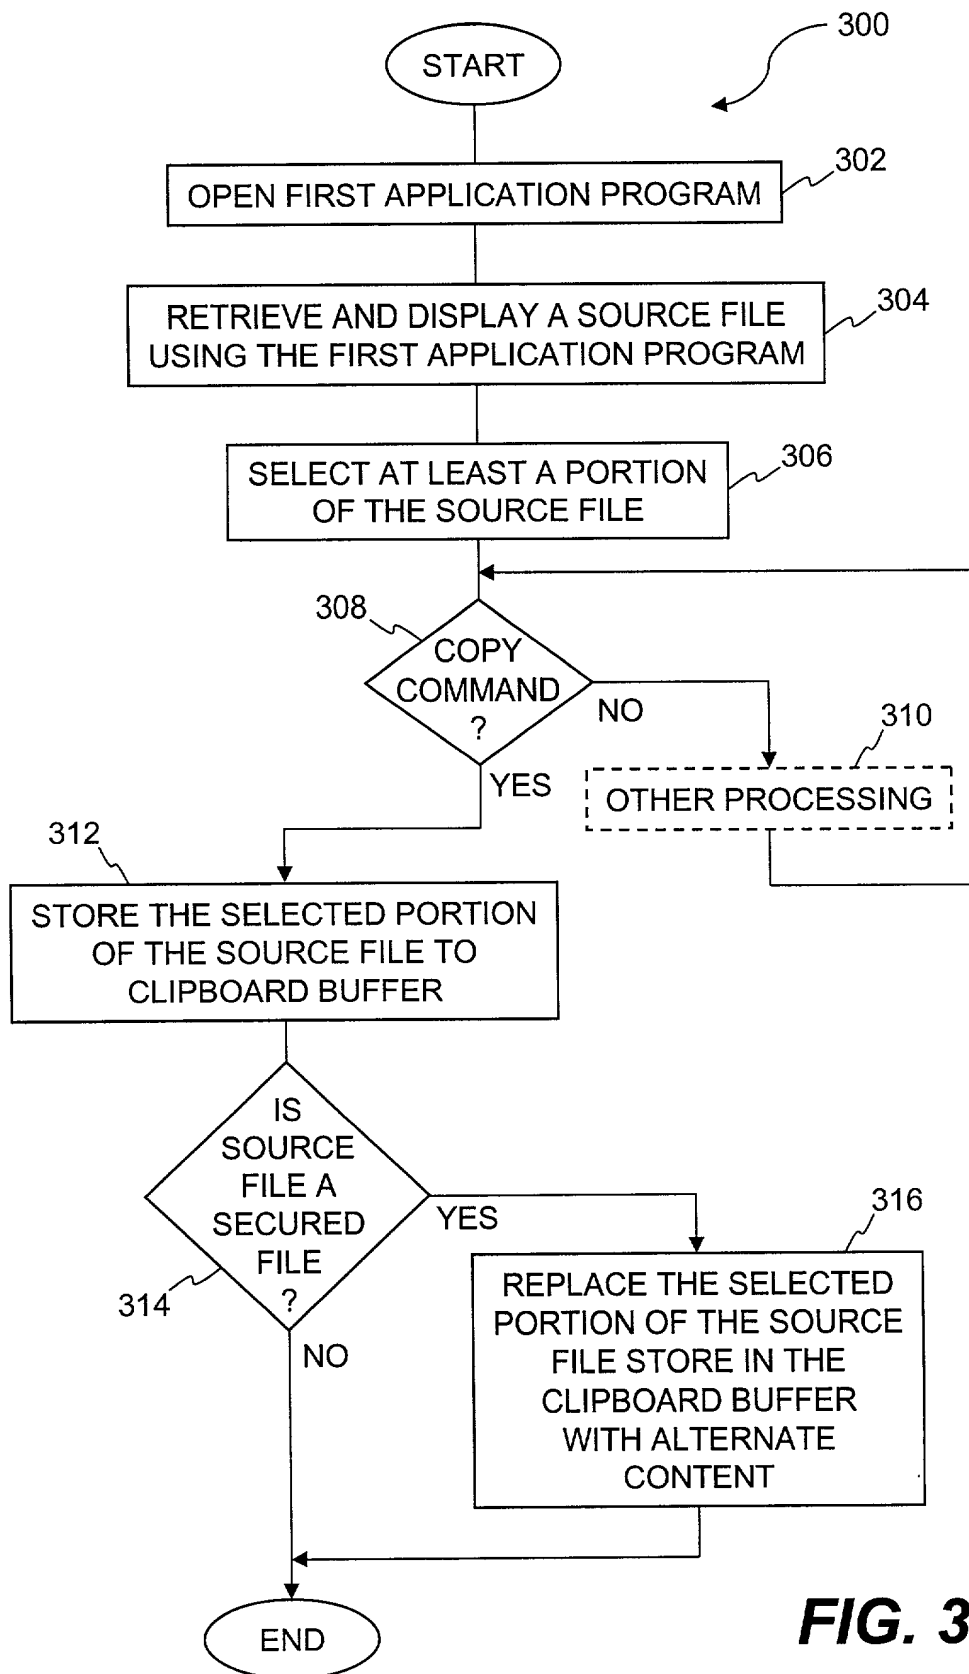 300
START
302
OPEN FIRST APPLICATION PROGRAM
304
RETRIEVE AND DISPLAY A SOURCE FILE
USING THE FIRST APPLICATION PROGRAM
306
SELECT AT LEAST A PORTION
OF THE SOURCE FILE
308
COPY
COMMAND
?
NO
YES
310
OTHER PROCESSING
312
STORE THE SELECTED PORTION
OF THE SOURCE FILE TO
CLIPBOARD BUFFER
IS
SOURCE
FILE A
SECURED
FILE
?
314
YES
NO
316
REPLACE THE SELECTED
PORTION OF THE SOURCE
FILE STORE IN THE
CLIPBOARD BUFFER
WITH ALTERNATE
CONTENT
END
FIG. 3